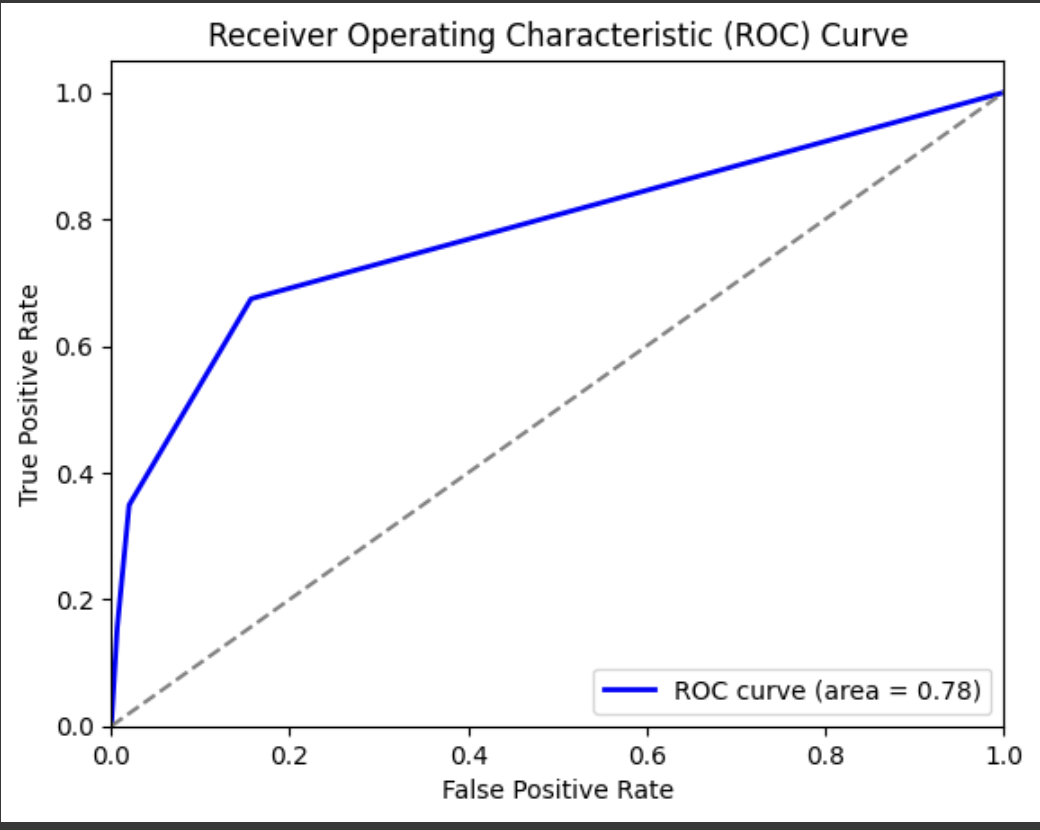 Receiver Operating Characteristic (ROC) Curve
1.0
0.8
0.6
0.4
0.2
0.0
True Positive Rate
ROC curve (area = 0.78)
0.0 0.2 0.4 0.6 0.8 1.0
False Positive Rate